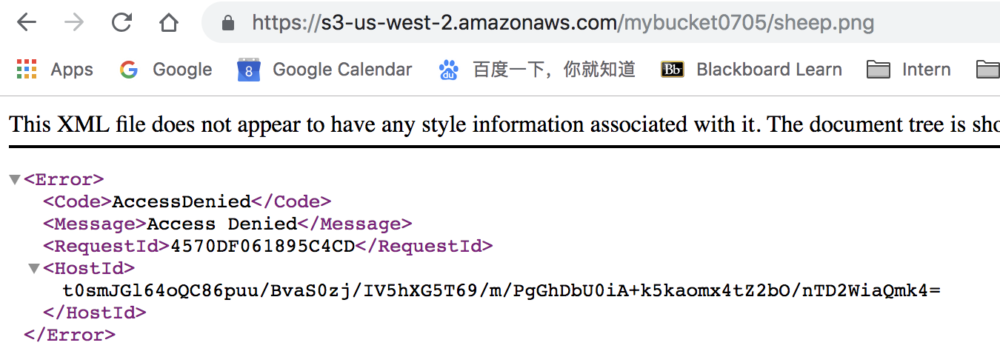 https://s3-us-west-2.amazonaws.com/mybucket0705/sheep.png
Apps Google 8 Google Calendar du 百度一下，你就知道 Bb Blackboard Learn Intern
This XML file does not appear to have any style information associated with it. The document tree is sho
<Error>
<Code>AccessDenied</Code>
<Message>Access Denied</Message>
<RequestId>4570DF061895C4CD</RequestId>
<HostId>
t0smJGl64oQC86puu/BvaS0zj/IV5hXG5T69/m/PgGhDbU0iA+k5kaomx4tZ2bO/nTD2WiaQmk4=
</HostId>
</Error>